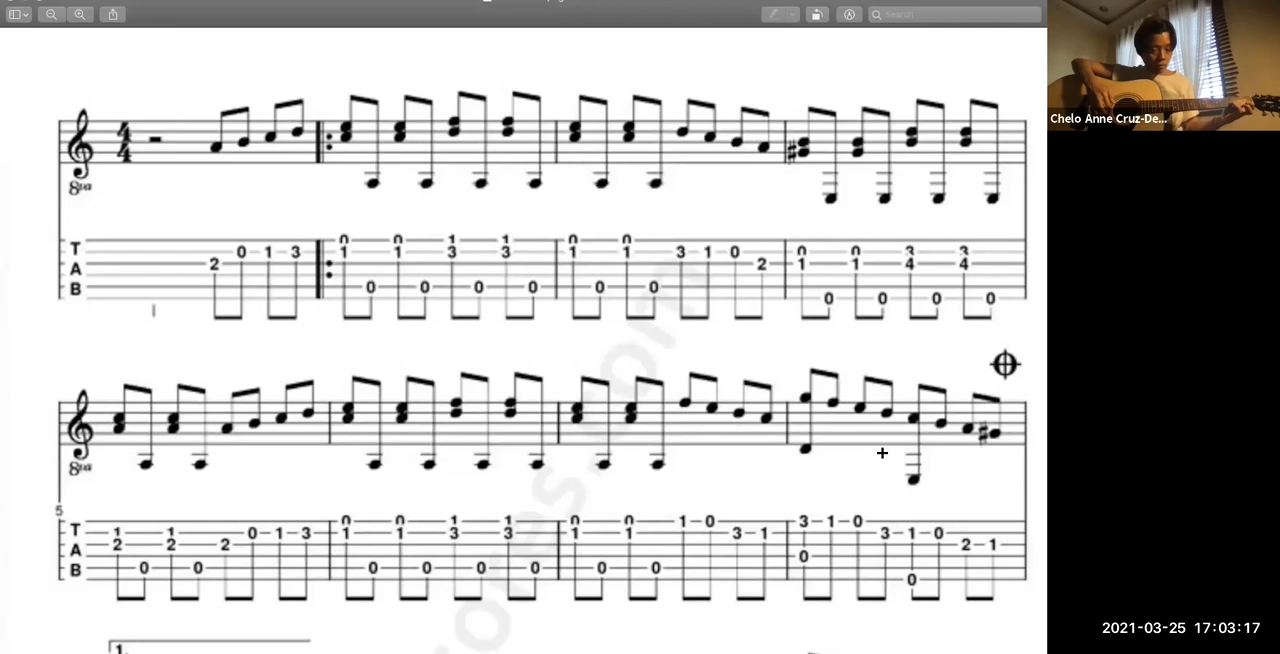 Search
Chelo Anne Cruz-De...
4
4
8va
T
A
B
2 0 1 3
0 0 1 1 0 0
1 1 3 3 1 1 3 1 0 0 0 3 3
2 1 1 4 4
0 0 0 0 0 0
0 0 0 0
8va
5
T
A
B
0 0 1 1 0 0 1 0 3 1 0
1 1 0 1 3 1 1 3 3 1 1 3 1 3 1 0
2 2 2 2 1
0
0 0 0 0 0 0 0 0
0
1.
ores.com
2021-03-25 17:03:17